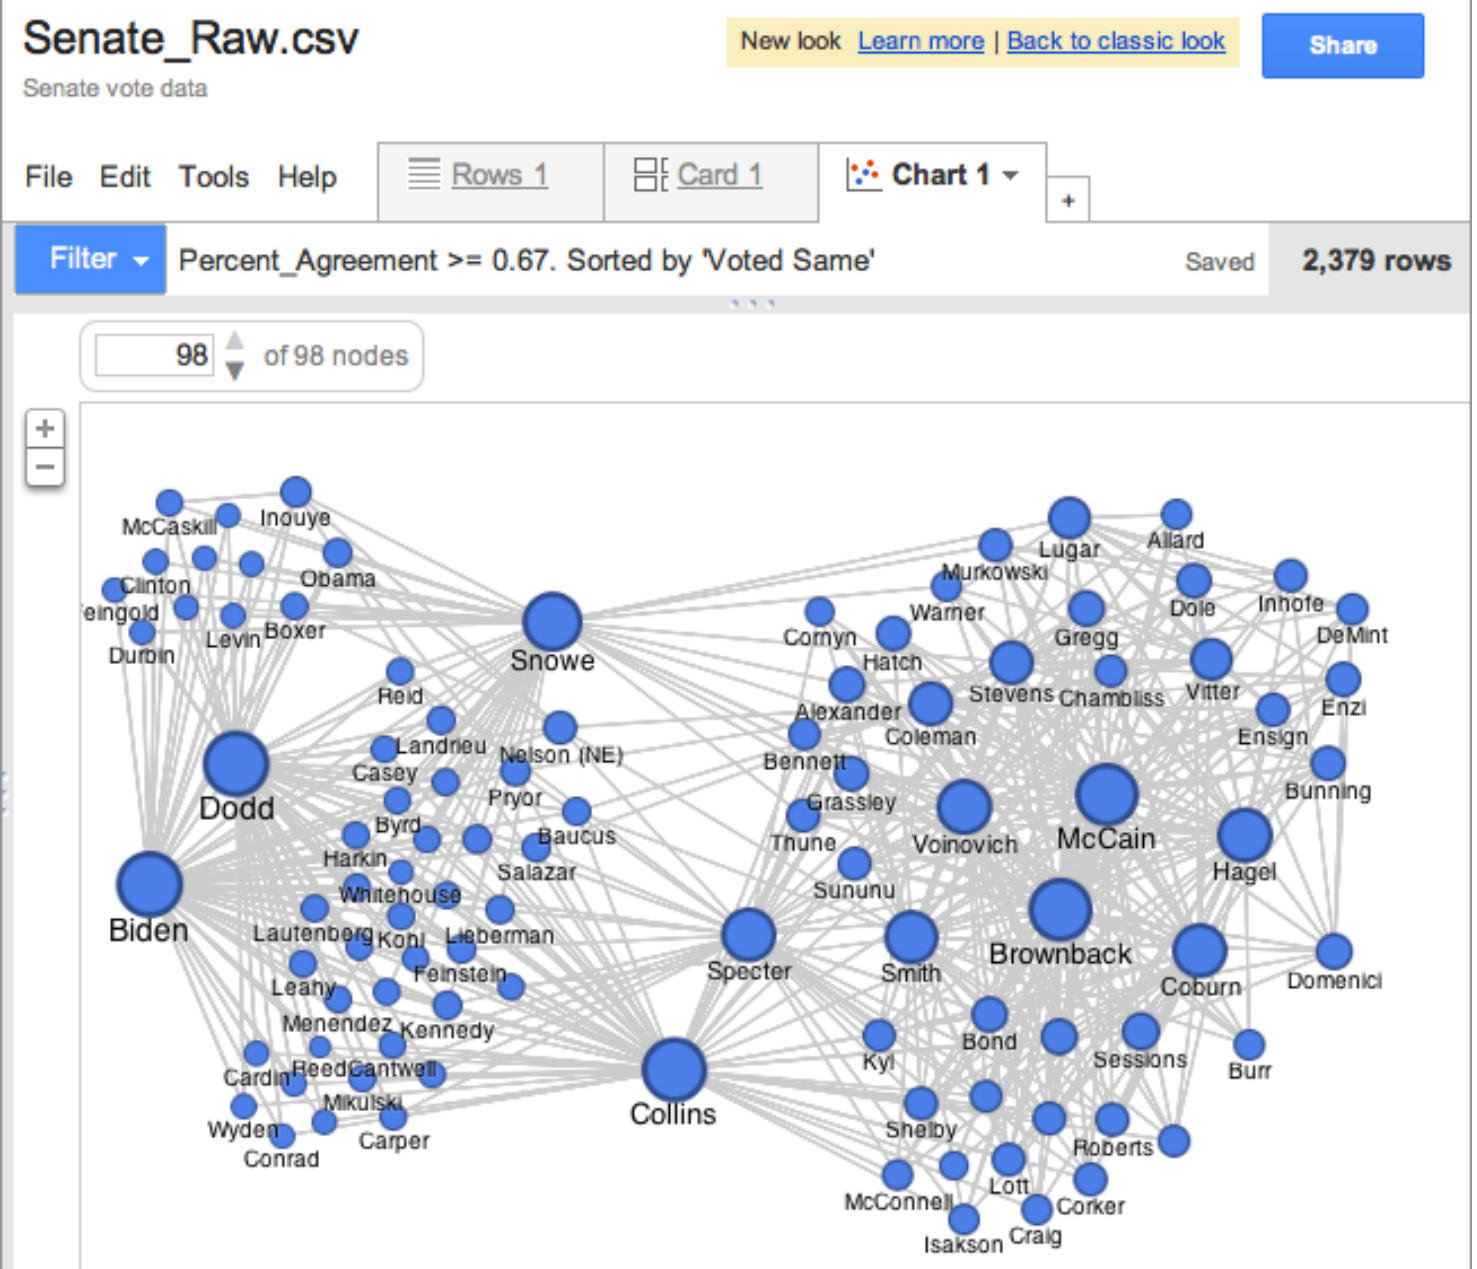 Senate_Raw.csv
New look Learn more | Back to classic look
Share
Senate vote data
File Edit Tools Help
Rows 1
Card 1
Chart 1
+
Filter
Percent_Agreement >= 0.67. Sorted by 'Voted Same'
Saved
2,379 rows
98 of 98 nodes
+
−
McCaskill
Inouye
Clinton
Obama
eingold
Levin
Boxer
Durbin
Snowe
Reid
Landrieu
Nelson (NE)
Casey
Pryor
Dodd
Byrd
Baucus
Harkin
Salazar
Whitehouse
Biden
Lautenberg
Kohl
Lieberman
Feinstein
Leahy
Menendez
Kennedy
Cardin
Reed
Cantwell
Mikulski
Wyden
Carper
Conrad
Collins
Specter
Lugar
Allard
Murkowski
Warner
Dole
Inhofe
Cornyn
Gregg
DeMint
Hatch
Stevens
Chambliss
Vitter
Enzi
Alexander
Coleman
Ensign
Bennett
Bunning
Grassley
Thune
Voinovich
McCain
Hagel
Sununu
Smith
Brownback
Coburn
Domenici
Kyl
Bond
Sessions
Burr
Shelby
Roberts
McConnell
Lott
Corker
Isakson
Craig